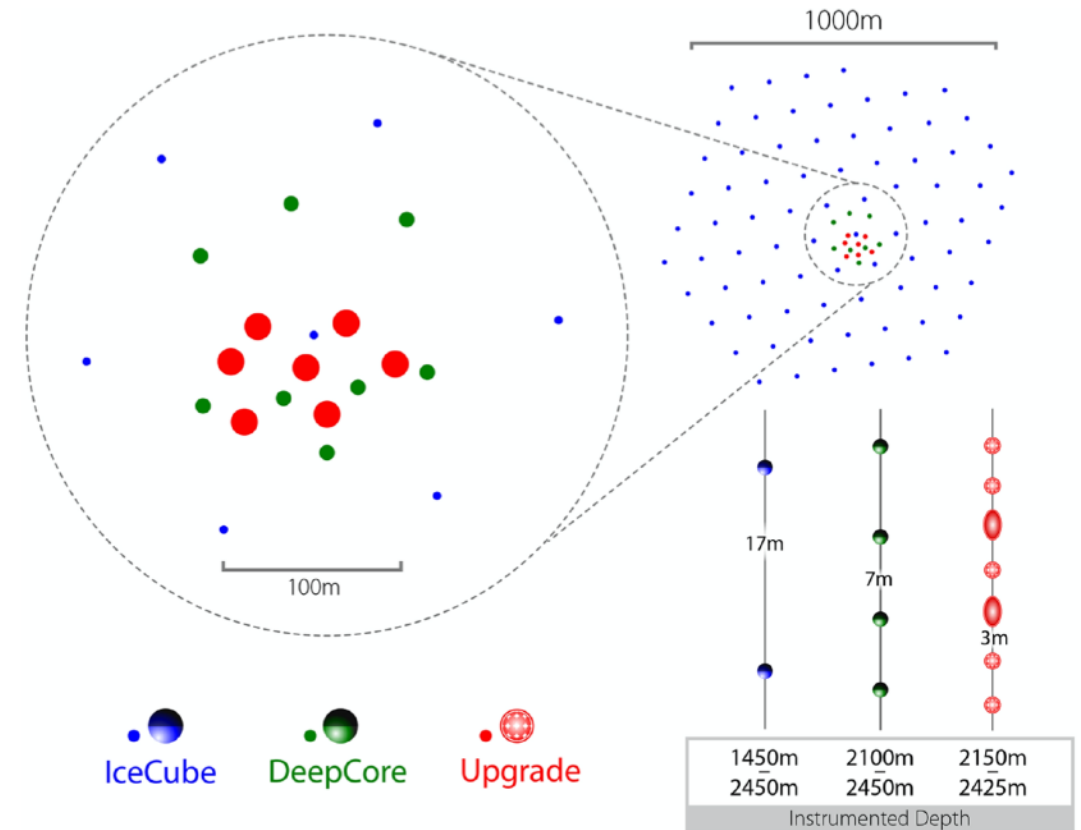 1000m
100m
17m
7m
3m
IceCube
DeepCore
Upgrade
1450m
–
2450m
2100m
–
2450m
2150m
–
2425m
Instrumented Depth